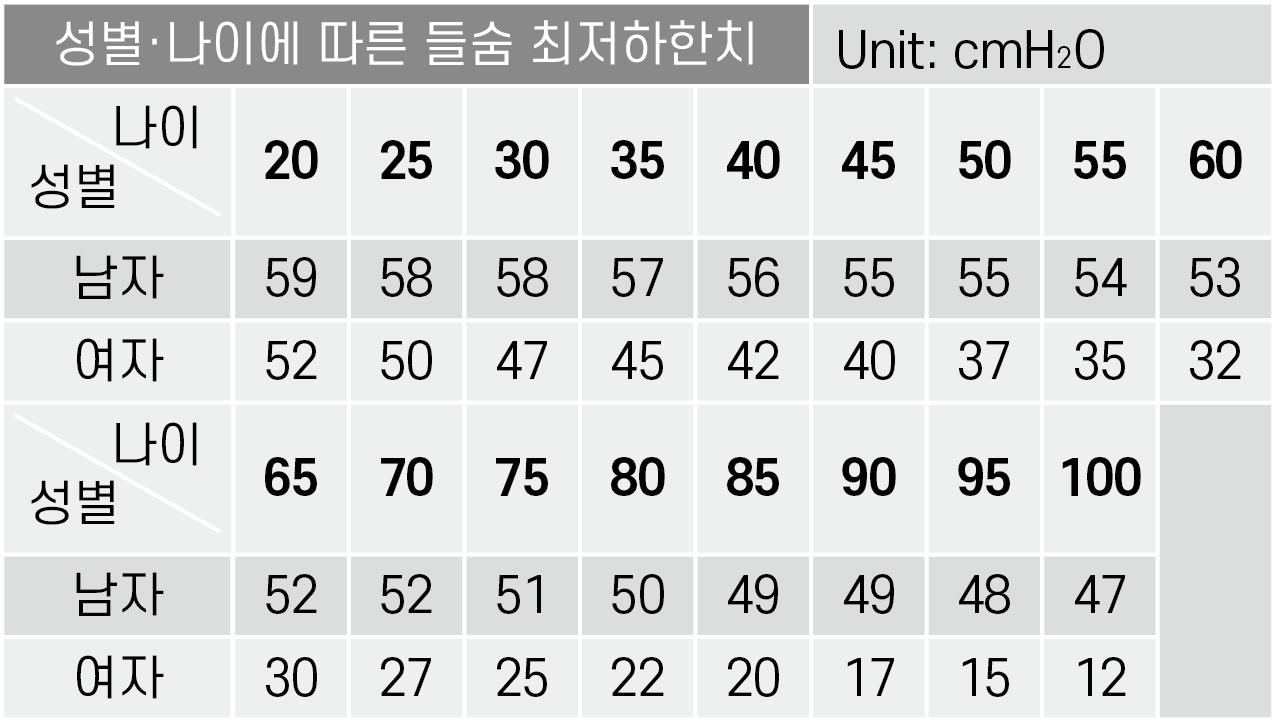 성별·나이에 따른 들숨 최저하한치 Unit: cmH₂O
나이 성별 20 25 30 35 40 45 50 55 60
남자 59 58 58 57 56 55 55 54 53
여자 52 50 47 45 42 40 37 35 32
나이 성별 65 70 75 80 85 90 95 100
남자 52 52 51 50 49 49 48 47
여자 30 27 25 22 20 17 15 12